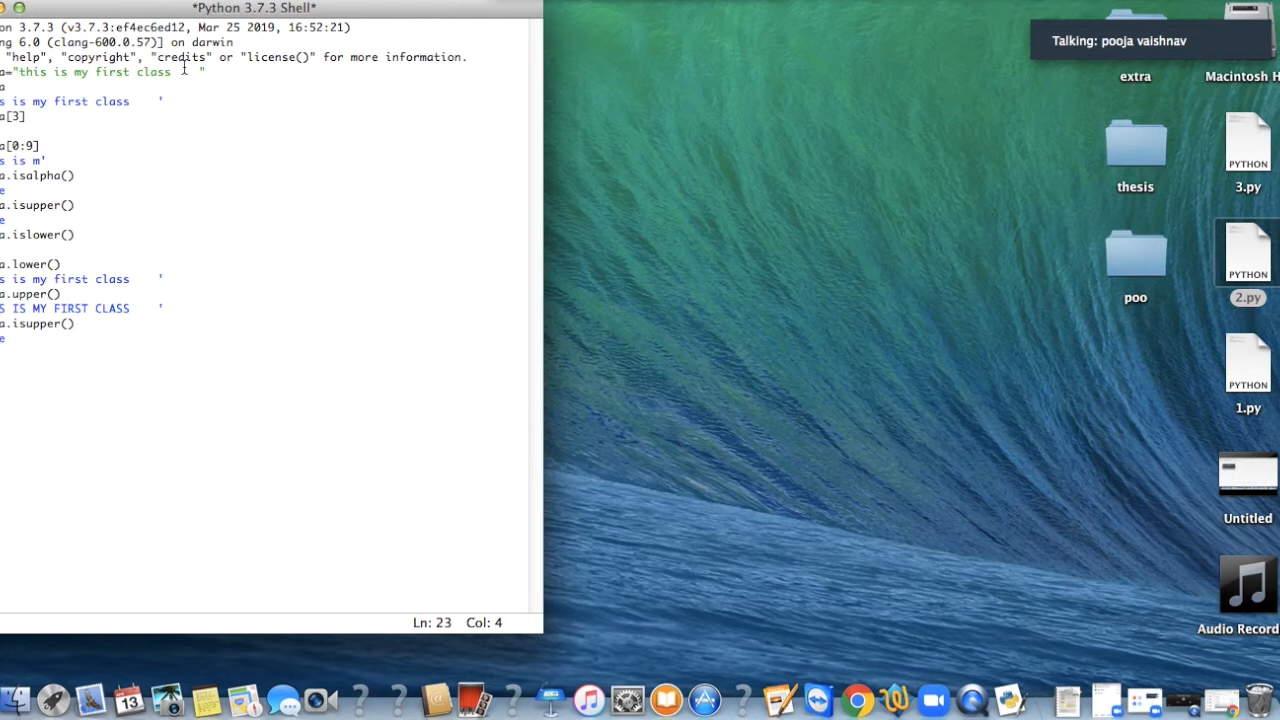 *Python 3.7.3 Shell*
on 3.7.3 (v3.7.3:ef4ec6ed12, Mar 25 2019, 16:52:21)
ng 6.0 (clang-600.0.57)] on darwin
"help", "copyright", "credits" or "license()" for more information.
a="this is my first class    "
a
s is my first class    '
a[3]
a[0:9]
s is m'
a.isalpha()
e
a.isupper()
e
a.islower()
a.lower()
s is my first class    '
a.upper()
S IS MY FIRST CLASS    '
a.isupper()
e
Ln: 23 Col: 4
Talking: pooja vaishnav
extra
Macintosh H
thesis
PYTHON
3.py
poo
PYTHON
2.py
PYTHON
1.py
Untitled
Audio Record
13